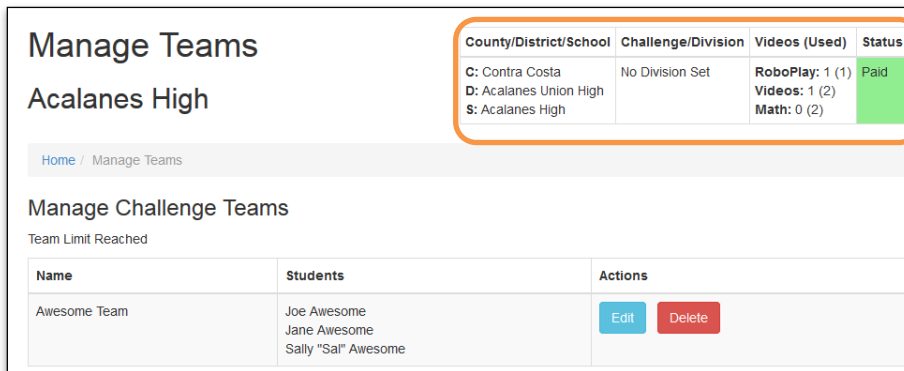 Manage Teams
Acalanes High
County/District/School Challenge/Division Videos (Used) Status
C: Contra Costa No Division Set RoboPlay: 1 (1) Paid
D: Acalanes Union High Videos: 1 (2)
S: Acalanes High Math: 0 (2)
Home / Manage Teams
Manage Challenge Teams
Team Limit Reached
Name Students Actions
Awesome Team Joe Awesome Edit Delete
Jane Awesome
Sally "Sal" Awesome